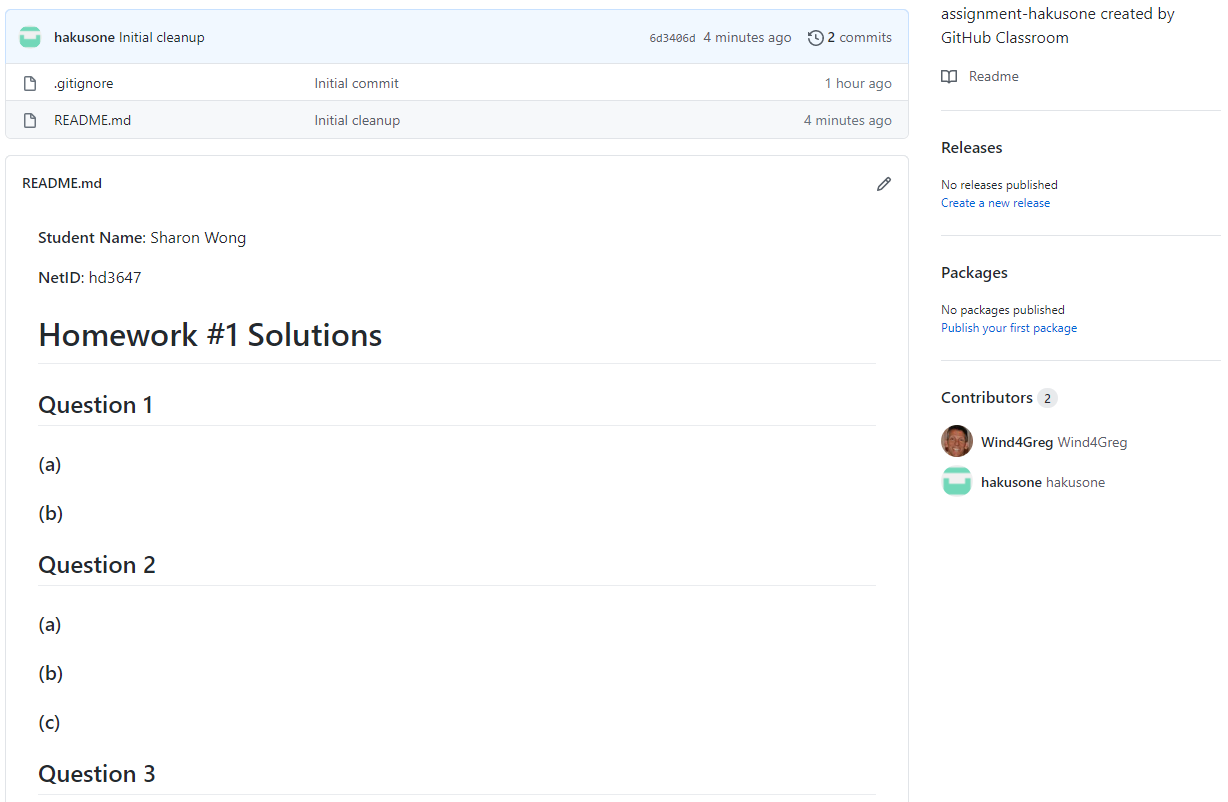 hakusone Initial cleanup 6d3406d 4 minutes ago 2 commits
.gitignore Initial commit 1 hour ago
README.md Initial cleanup 4 minutes ago
README.md
Student Name: Sharon Wong
NetID: hd3647
Homework #1 Solutions
Question 1
(a)
(b)
Question 2
(a)
(b)
(c)
Question 3
assignment-hakusone created by
GitHub Classroom
Readme
Releases
No releases published
Create a new release
Packages
No packages published
Publish your first package
Contributors 2
Wind4Greg Wind4Greg
hakusone hakusone